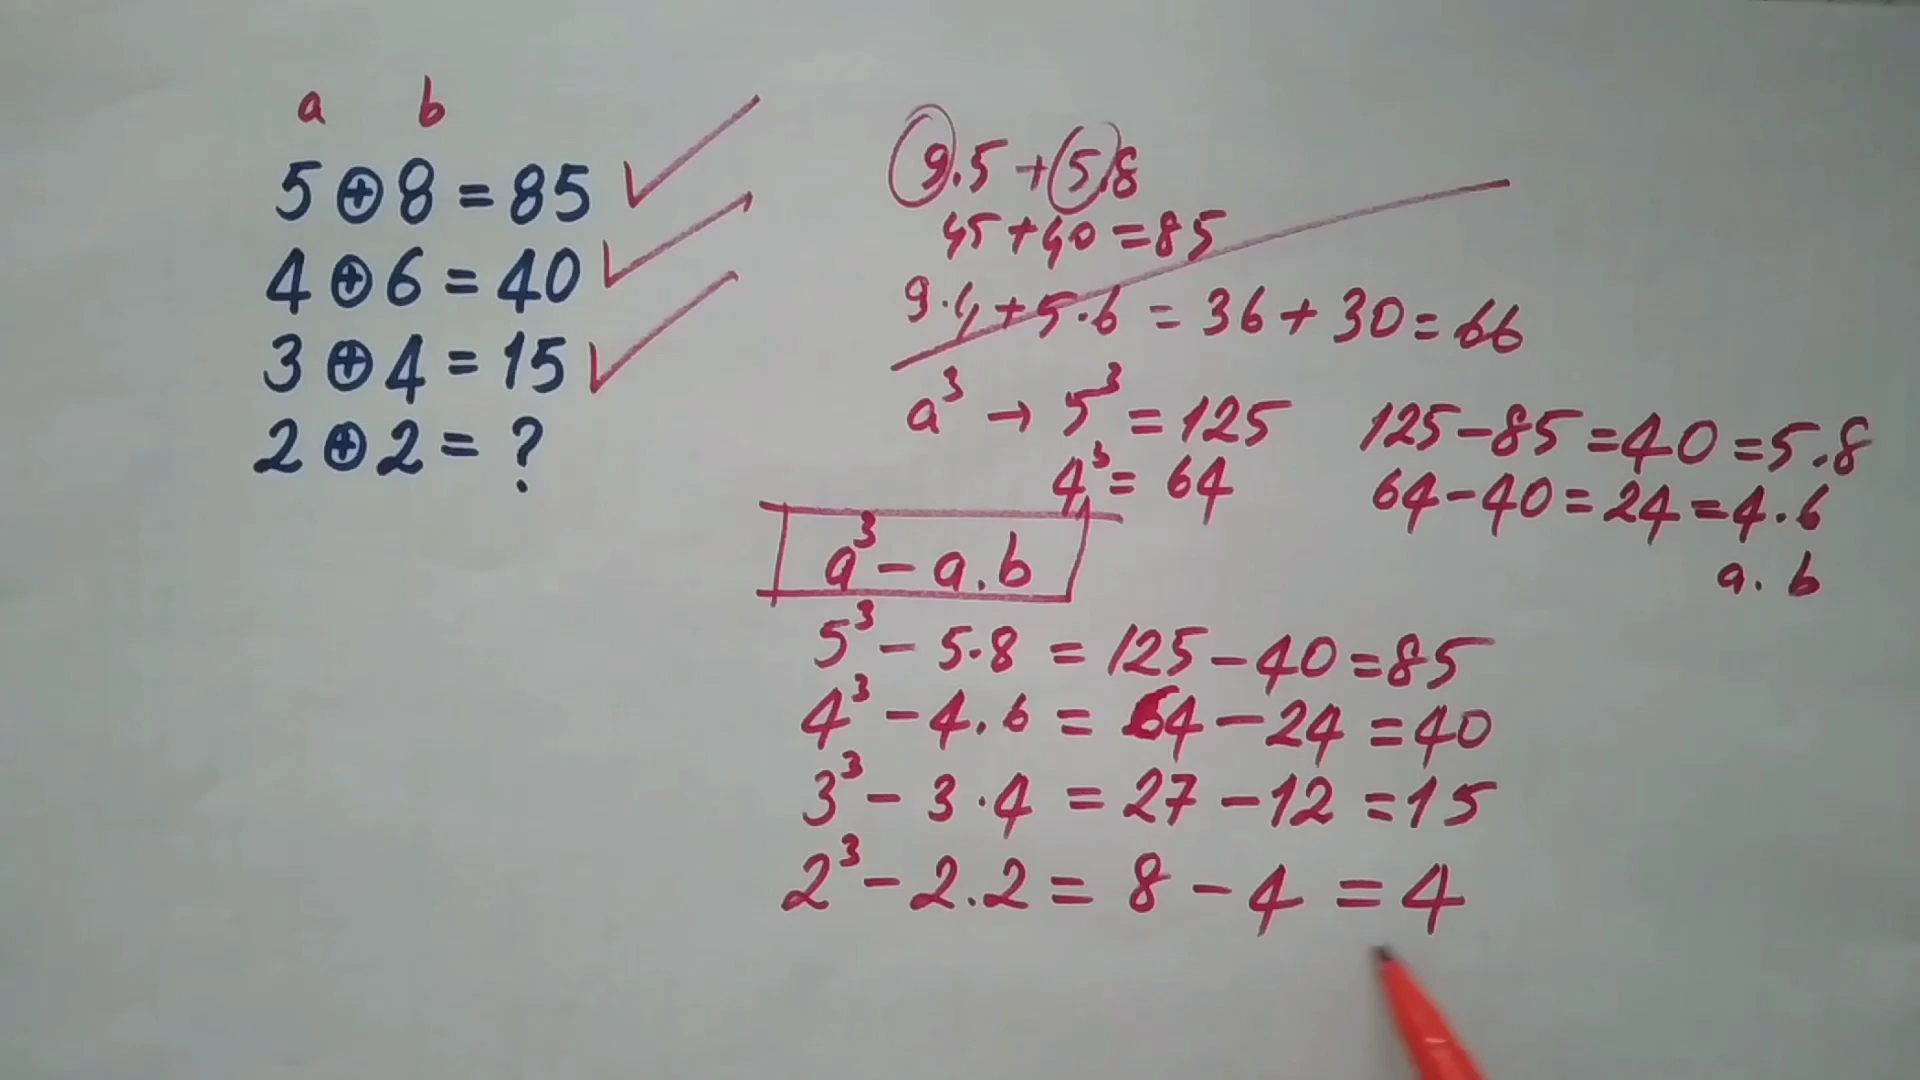 a b
5 ⊕ 8 = 85
4 ⊕ 6 = 40
3 ⊕ 4 = 15
2 ⊕ 2 = ?
9.5 + 5.8
45 + 40 = 85
9.4 + 5.6 = 36 + 30 = 66
a³ → 5³ = 125
4³ = 64
125 - 85 = 40 = 5.8
64 - 40 = 24 = 4.6
a. b
a³ - a.b
5³ - 5.8 = 125 - 40 = 85
4³ - 4.6 = 64 - 24 = 40
3³ - 3.4 = 27 - 12 = 15
2³ - 2.2 = 8 - 4 = 4